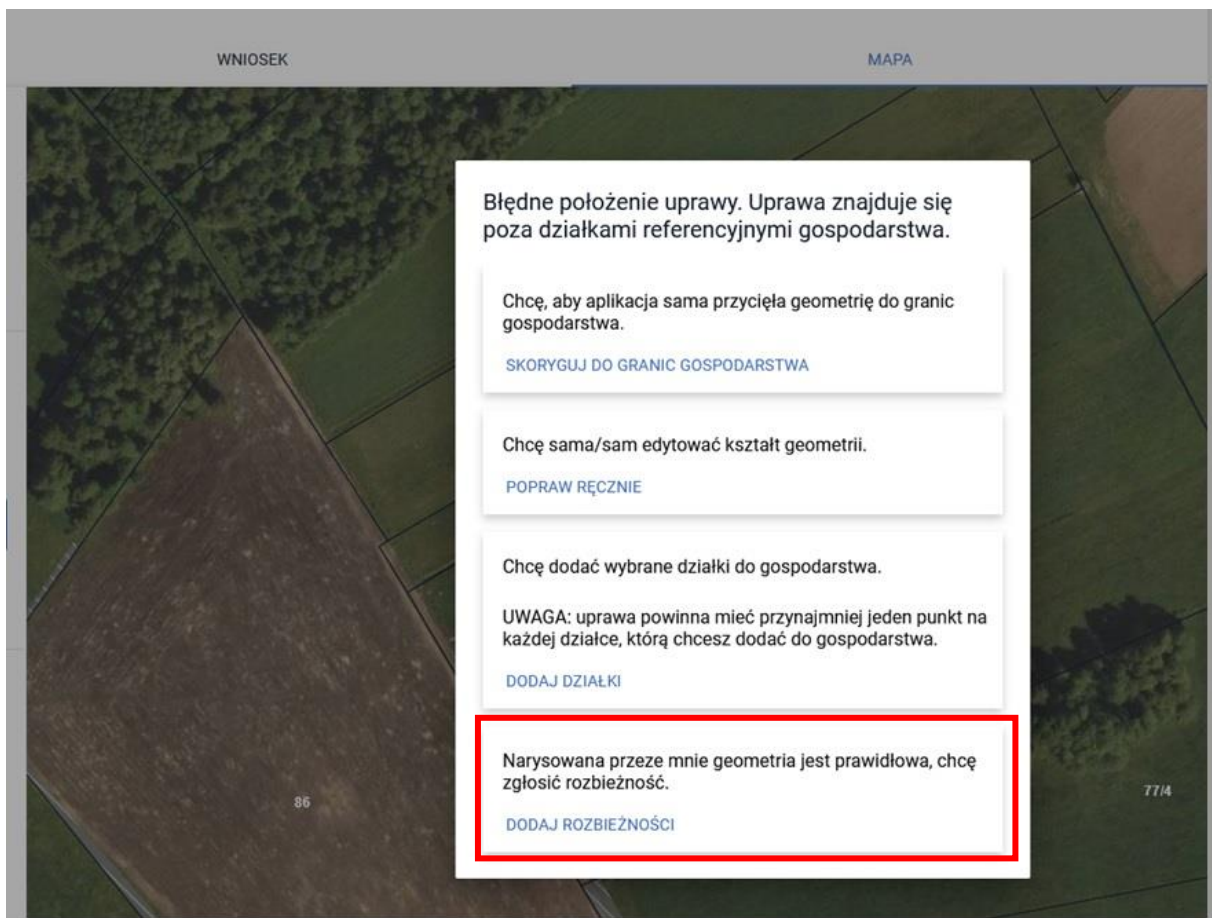 WNIOSEK
MAPA
Błędne położenie uprawy. Uprawa znajduje się
poza działkami referencyjnymi gospodarstwa.
Chcę, aby aplikacja sama przycięła geometrię do granic
gospodarstwa.
SKORYGUJ DO GRANIC GOSPODARSTWA
Chcę sama/sam edytować kształt geometrii.
POPRAW RĘCZNIE
Chcę dodać wybrane działki do gospodarstwa.
UWAGA: uprawa powinna mieć przynajmniej jeden punkt na
każdej działce, którą chcesz dodać do gospodarstwa.
DODAJ DZIAŁKI
Narysowana przeze mnie geometria jest prawidłowa, chcę
zgłosić rozbieżność.
DODAJ ROZBIEŻNOŚCI
86
77/4